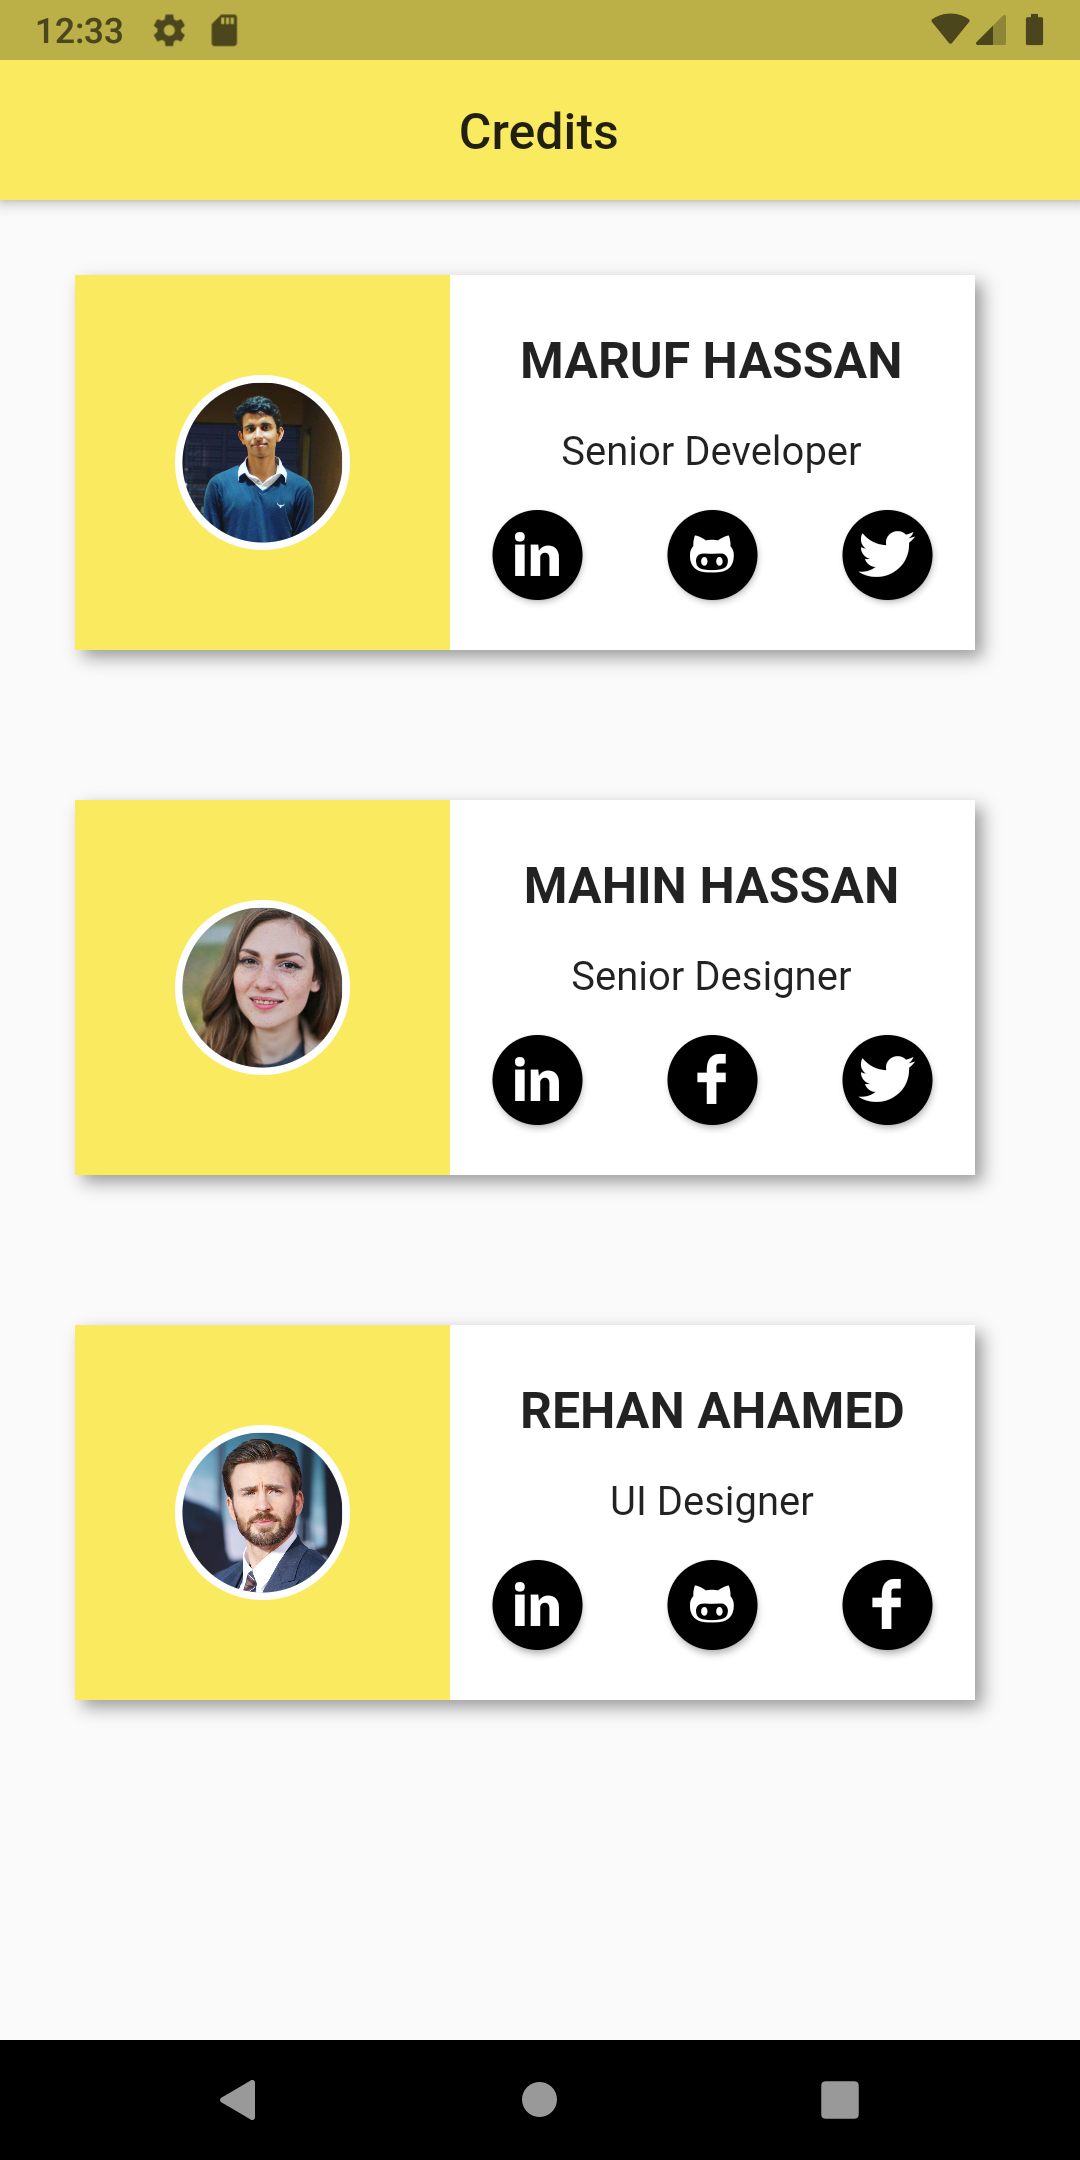 12:33
Credits
MARUF HASSAN
Senior Developer
in
MAHIN HASSAN
Senior Designer
in
f
REHAN AHAMED
UI Designer
in
f